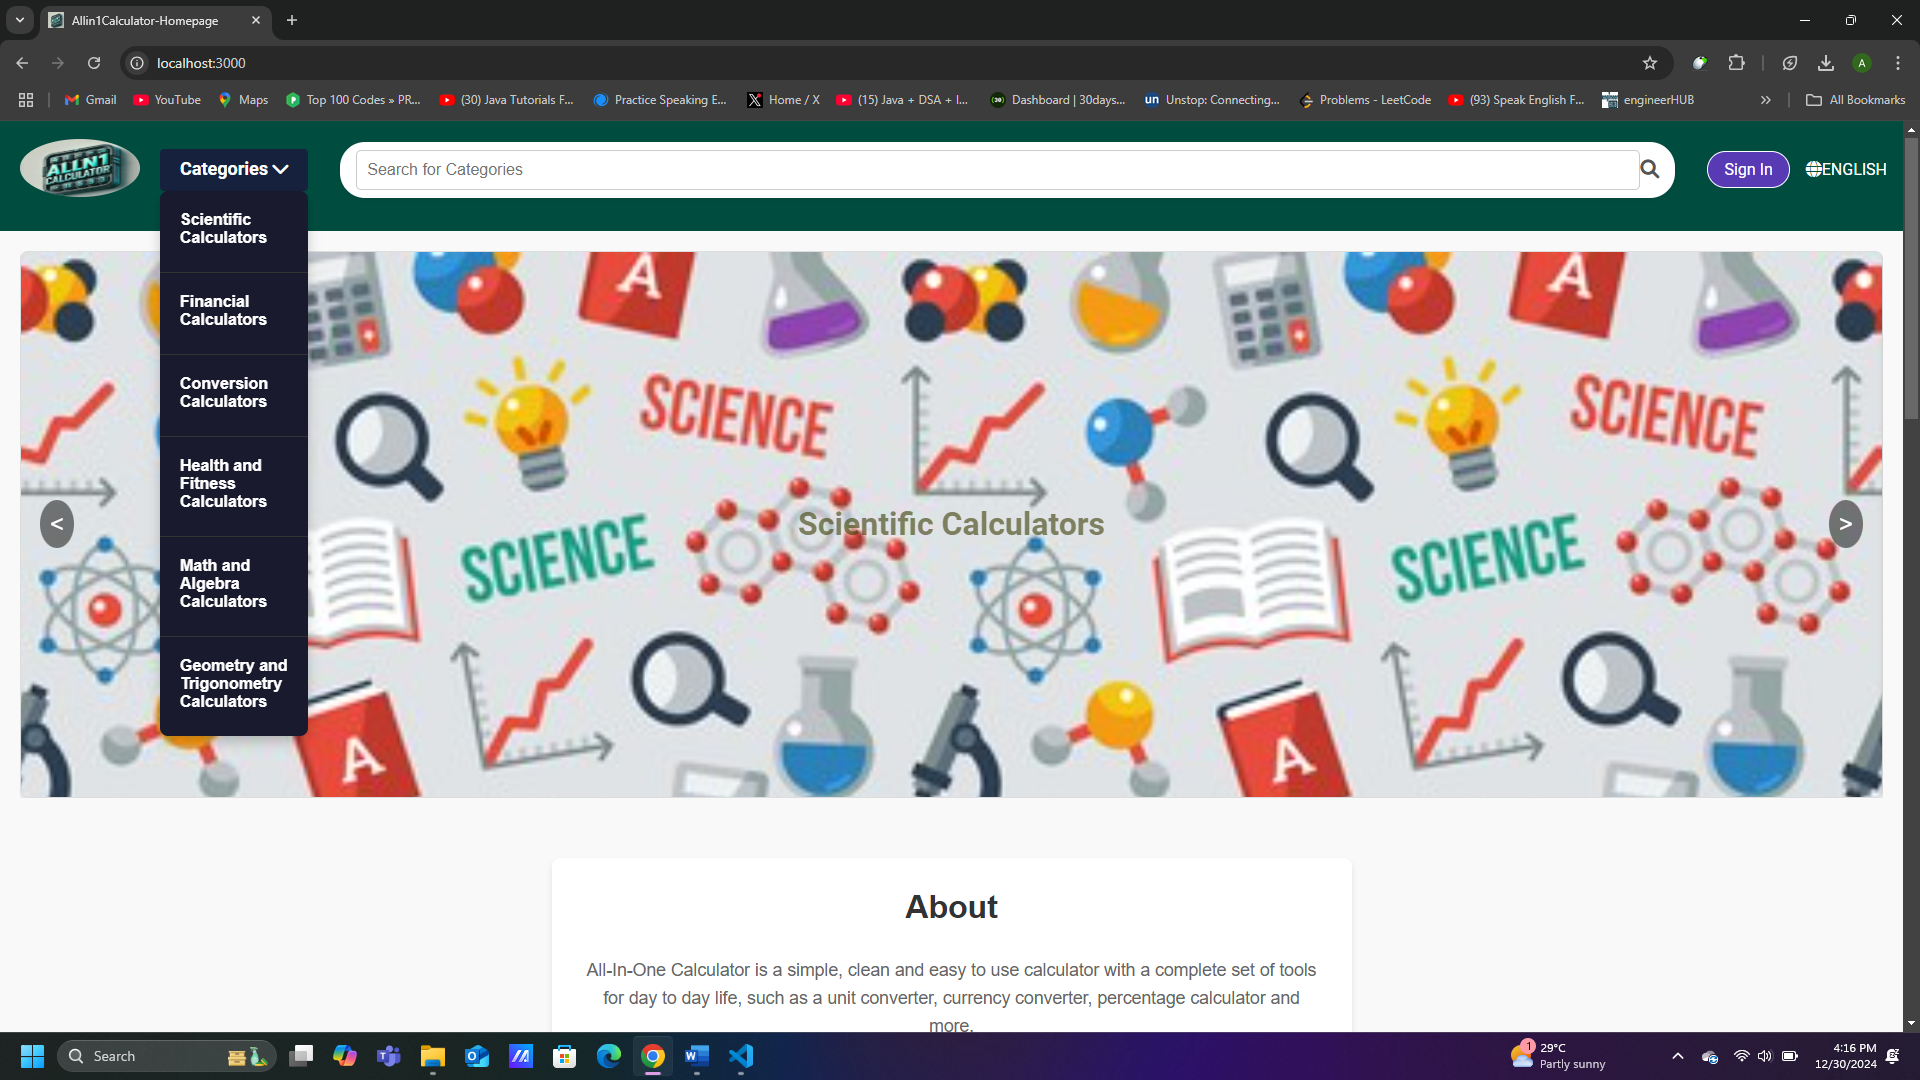 Allin1Calculator-Homepage
localhost:3000
A
Gmail
YouTube
Maps
Top 100 Codes » PR...
(30) Java Tutorials F...
Practice Speaking E...
Home / X
(15) Java + DSA + I...
Dashboard | 30days...
un
Unstop: Connecting...
Problems - LeetCode
(93) Speak English F...
engineerHUB
All Bookmarks
ALLN1
CALCULATOR
Categories
Search for Categories
Sign In
ENGLISH
Scientific
Calculators
Financial
Calculators
Conversion
Calculators
Health and
Fitness
Calculators
Math and
Algebra
Calculators
Geometry and
Trigonometry
Calculators
A
A
SCIENCE
SCIENCE
<
Scientific Calculators
>
SCIENCE
SCIENCE
A
A
About
All-In-One Calculator is a simple, clean and easy to use calculator with a complete set of tools
for day to day life, such as a unit converter, currency converter, percentage calculator and
more.
Search
1
29°C
Partly sunny
4:16 PM
12/30/2024